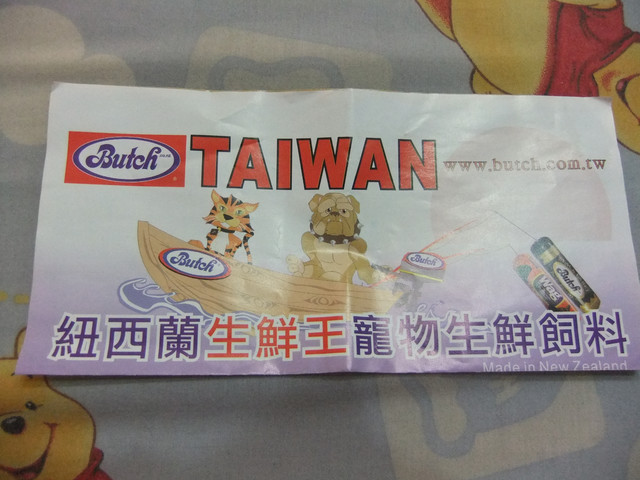 Butch
TAIWAN
www.butch.com.tw
Butch
Butch
Butch
紐西蘭生鮮王寵物生鮮飼料
Made in New Zealand